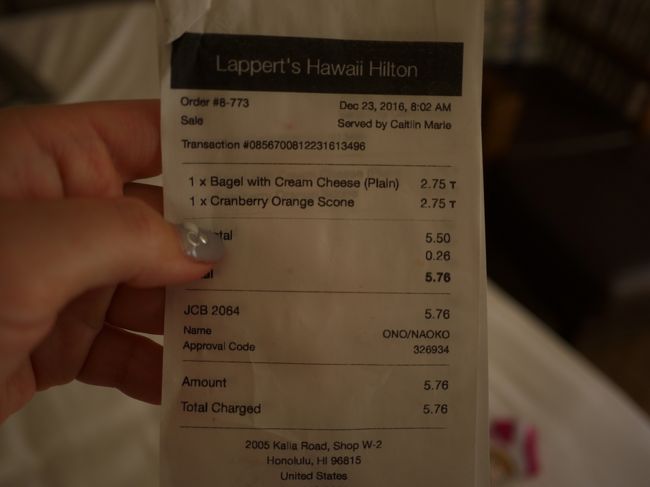 Lappert's Hawaii Hilton
Order #8-773 Dec 23, 2016, 8:02 AM
Sale Served by Caitlin Marie
Transaction #0856700812231613496
1 x Bagel with Cream Cheese (Plain) 2.75 T
1 x Cranberry Orange Scone 2.75 T
5.50
0.26
5.76
JCB 2064 5.76
Name ONO/NAOKO
Approval Code 326934
Amount 5.76
Total Charged 5.76
2005 Kalia Road, Shop W-2
Honolulu, HI 96815
United States